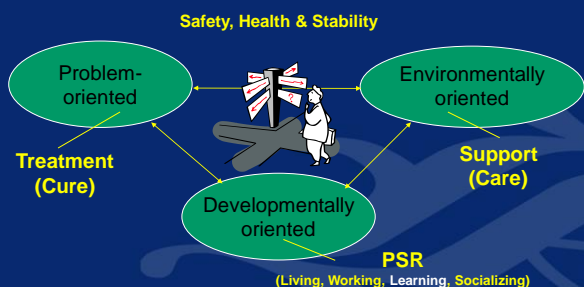 Safety, Health & Stability
Problem-
oriented
Environmentally
oriented
?
Treatment
(Cure)
Support
(Care)
Developmentally
oriented
PSR
(Living, Working, Learning, Socializing)